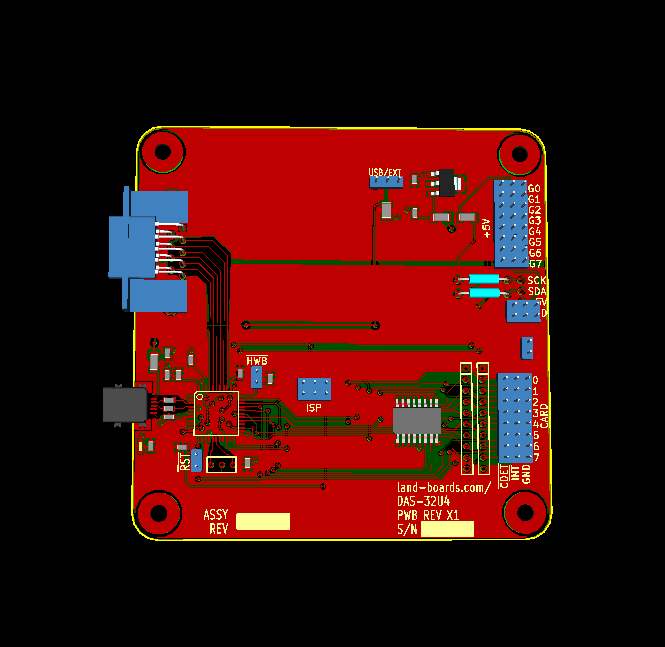 USB/EXT
G0
G1
G2
G3
G4
G5
G6
G7
+5V
SCK
SDA
5V
HWB
ISP
0
1
2
3
4
5
6
7
CARD
RST
CDET
INT
GND
land-boards.com/
DAS-32U4
PWB REV X1
S/N
ASSY
REV